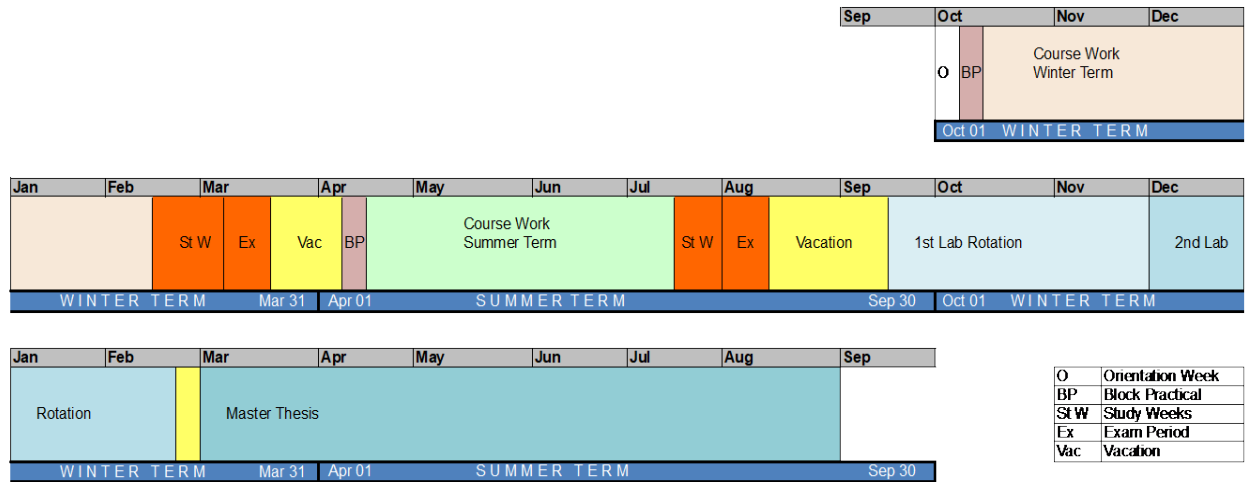 Sep Oct Nov Dec
O BP Course Work
Winter Term
Oct 01 WINTER TERM
Jan Feb Mar Apr May Jun Jul Aug Sep Oct Nov Dec
St W Ex Vac BP Course Work
Summer Term St W Ex Vacation 1st Lab Rotation 2nd Lab
WINTER TERM Mar 31 Apr 01 SUMMER TERM Sep 30 Oct 01 WINTER TERM
Jan Feb Mar Apr May Jun Jul Aug Sep
Rotation Master Thesis
WINTER TERM Mar 31 Apr 01 SUMMER TERM Sep 30
O Orientation Week
BP Block Practical
St W Study Weeks
Ex Exam Period
Vac Vacation